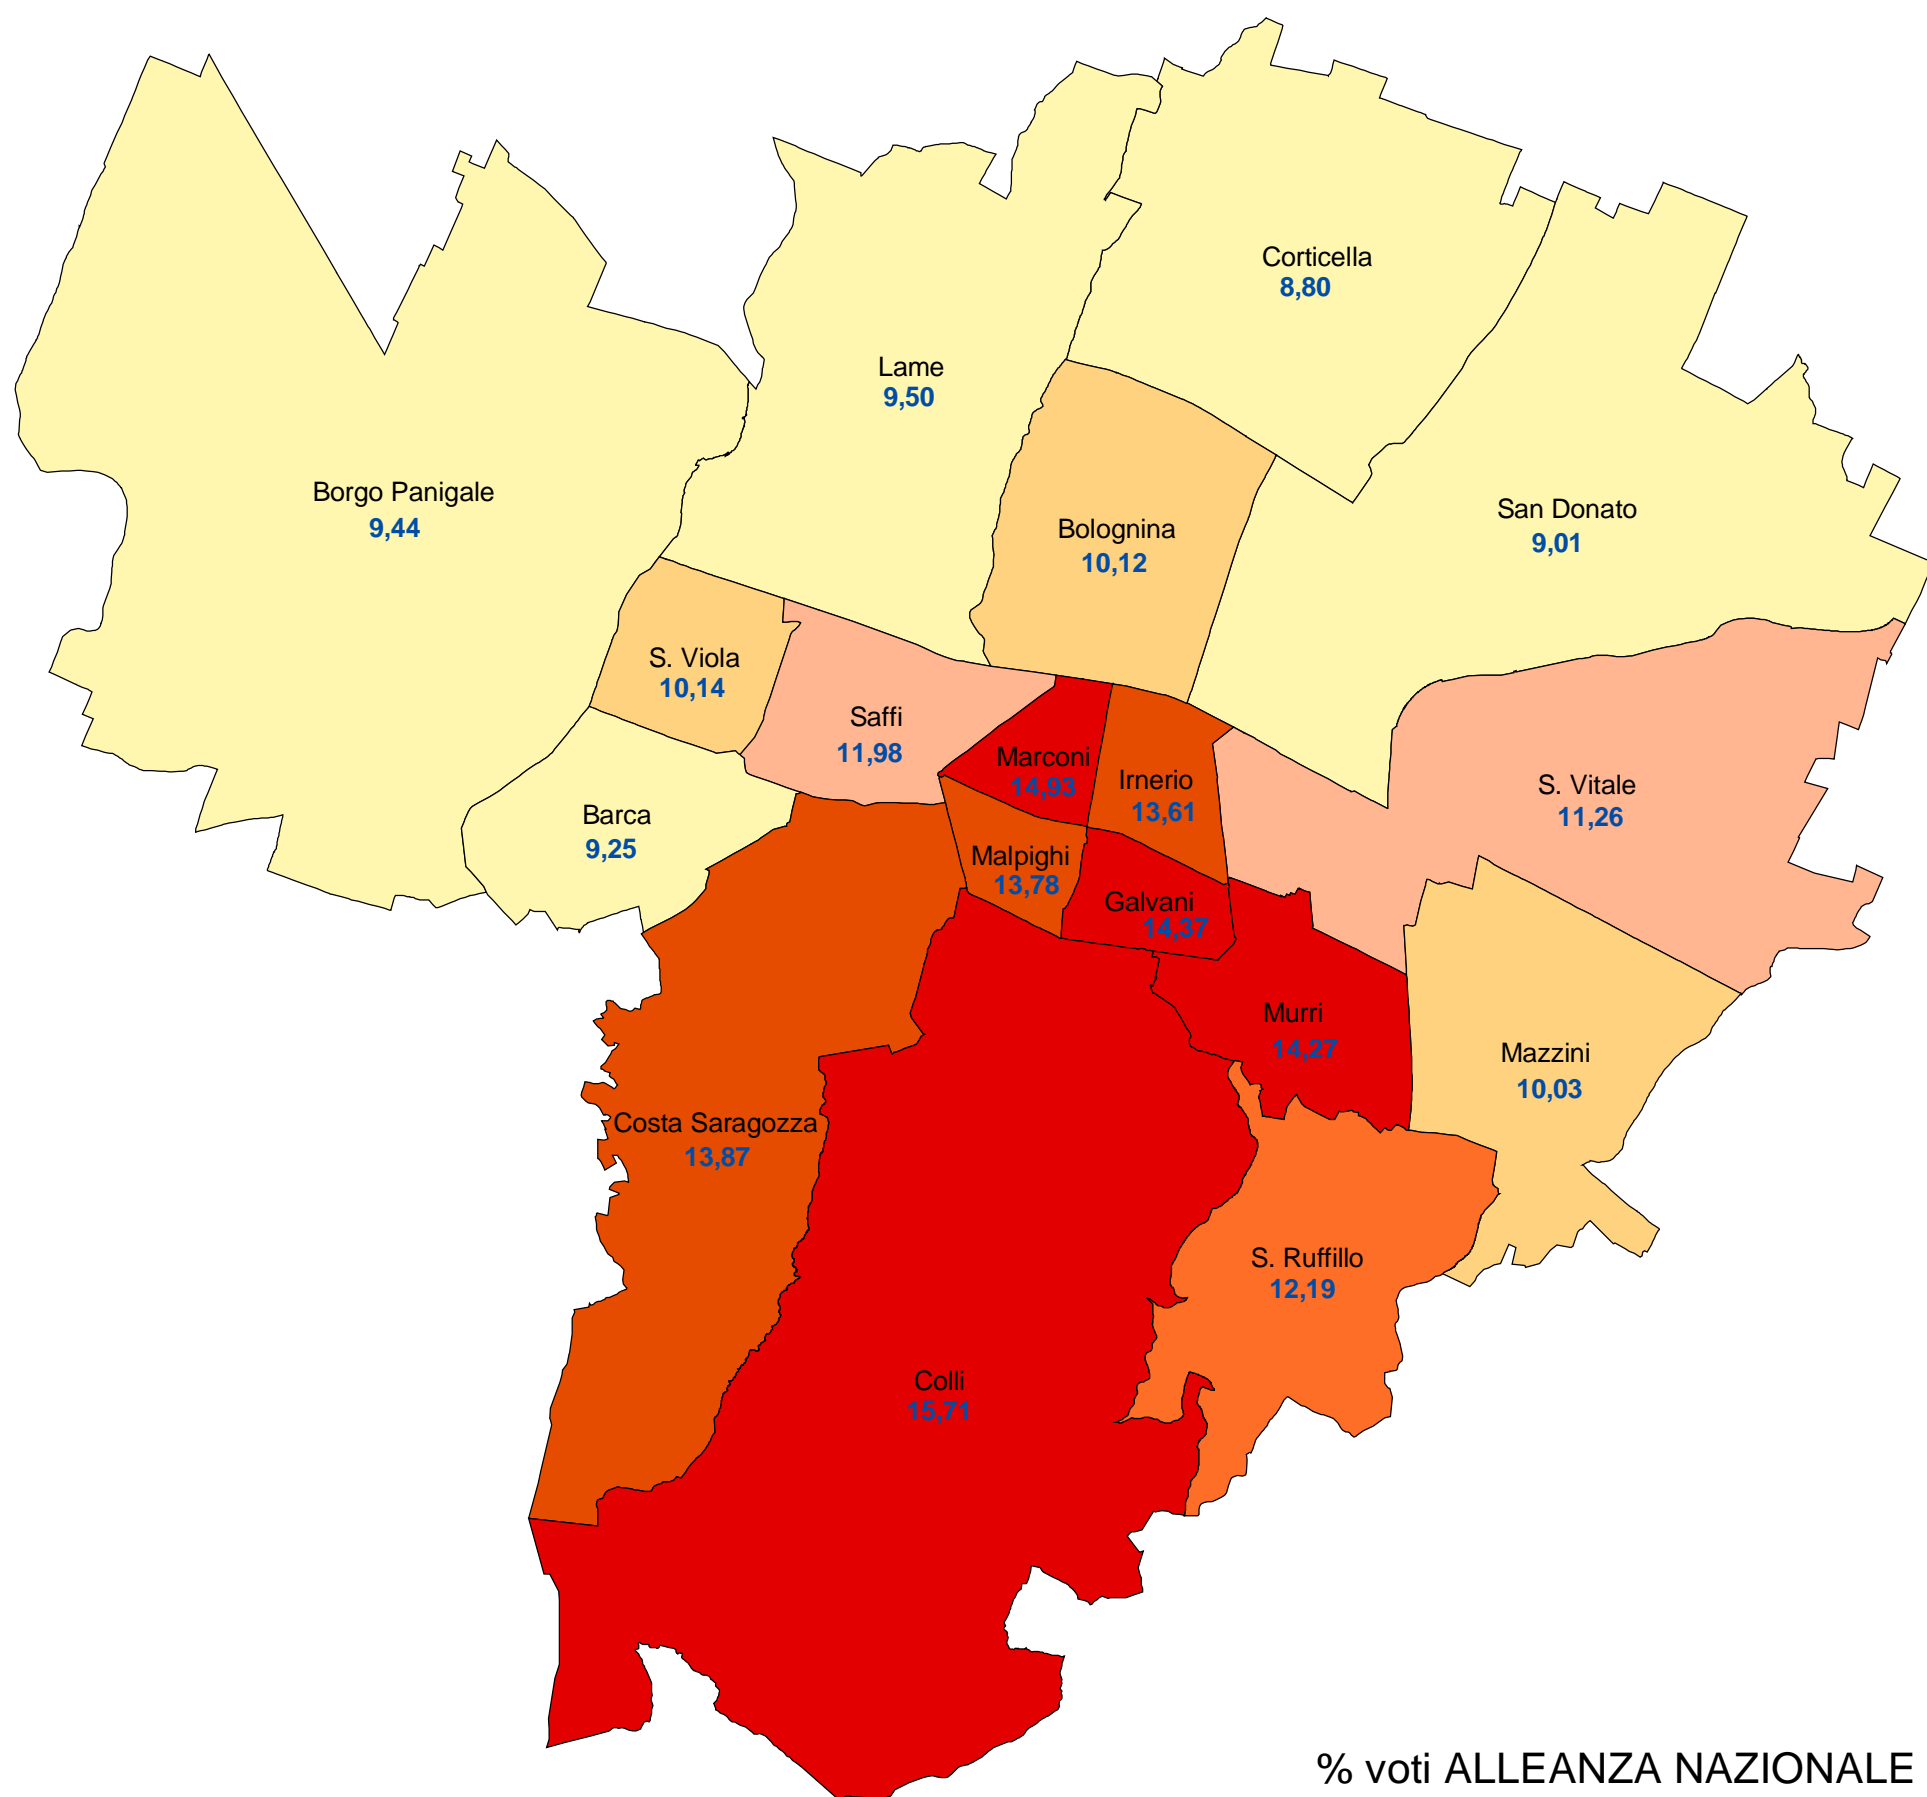 Corticella
8,80
Lame
9,50
Borgo Panigale
9,44
San Donato
9,01
Bolognina
10,12
S. Viola
10,14
Saffi
11,98
Marconi
14,93
Irnerio
13,61
S. Vitale
11,26
Barca
9,25
Malpighi
13,78
Galvani
14,37
Murri
14,27
Mazzini
10,03
Costa Saragozza
13,87
S. Ruffillo
12,19
Colli
15,71
% voti ALLEANZA NAZIONALE